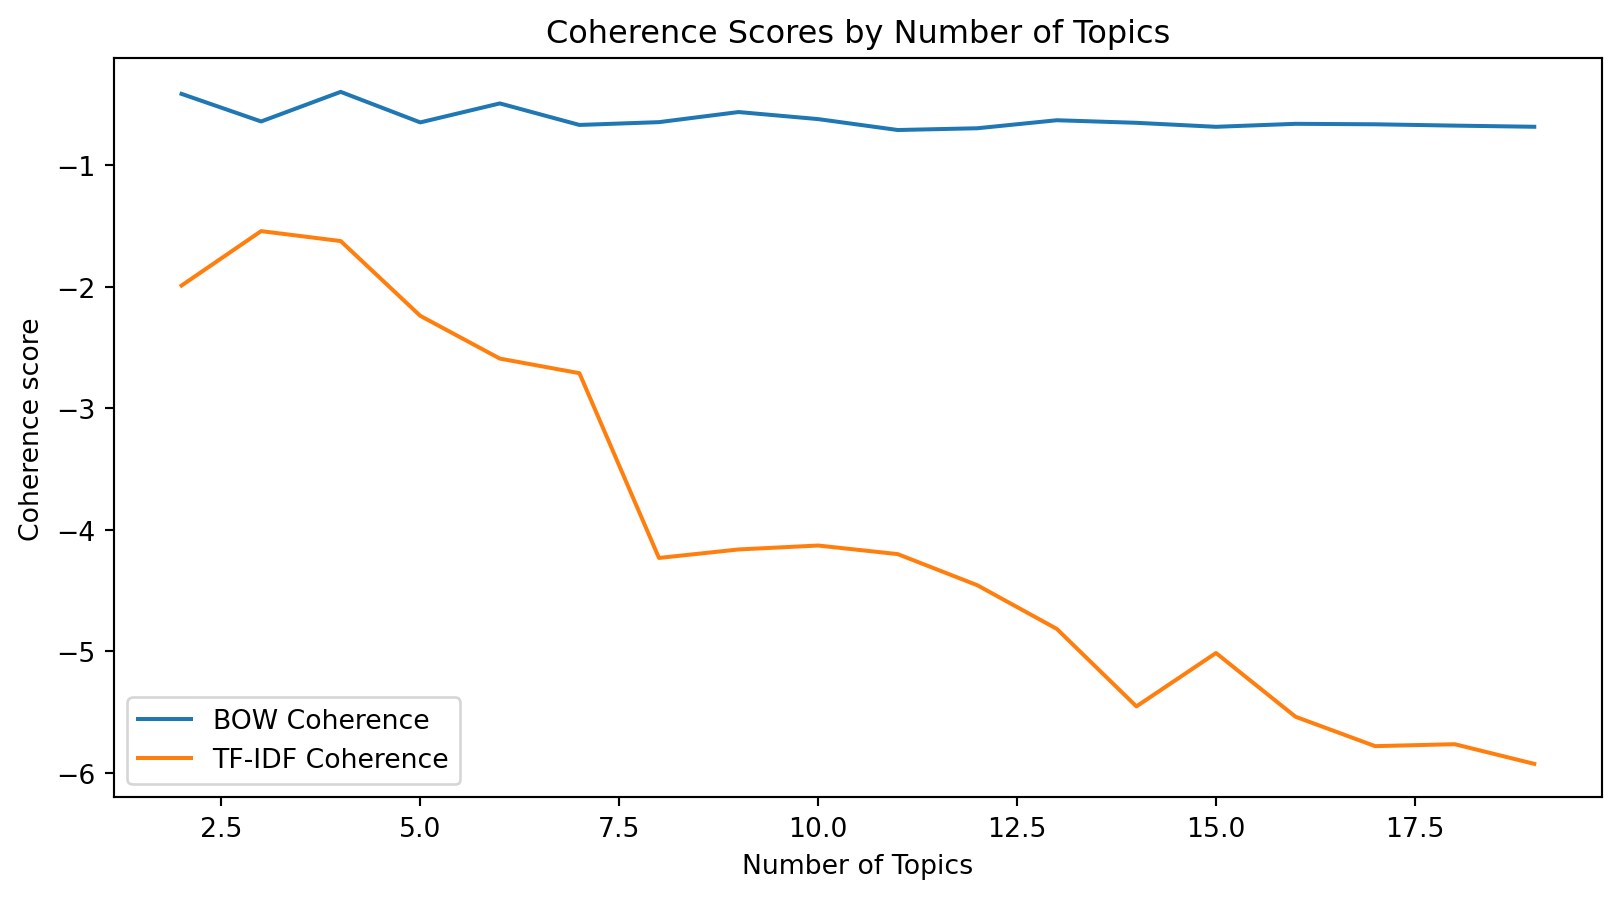 Coherence Scores by Number of Topics
Coherence score
−1
−2
−3
−4
−5
−6
BOW Coherence
TF-IDF Coherence
2.5 5.0 7.5 10.0 12.5 15.0 17.5
Number of Topics